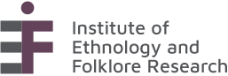 Institute of
Ethnology and
Folklore Research